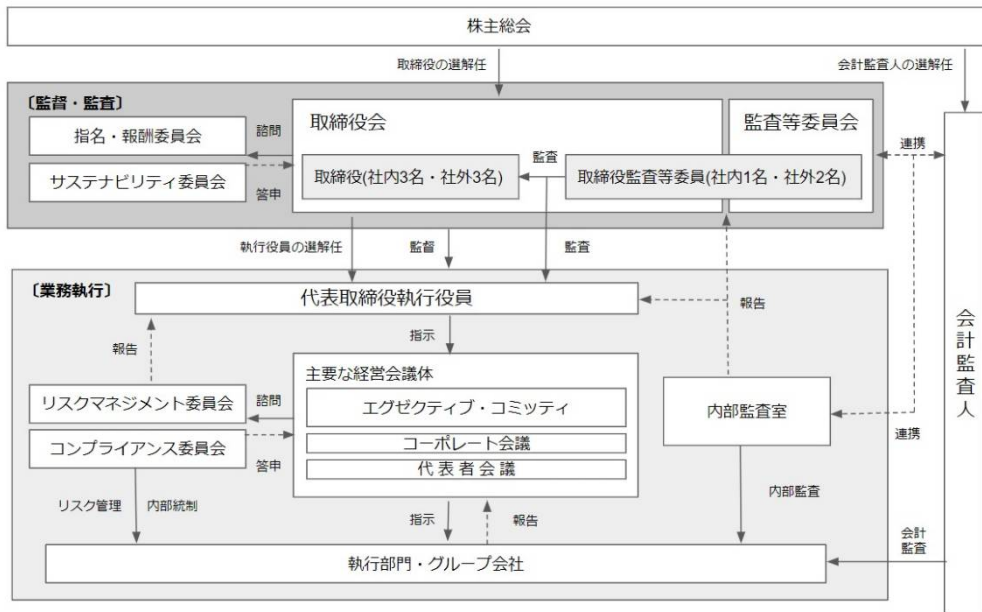 株主総会
取締役の選解任
会計監査人の選解任
〔監督・監査〕
指名・報酬委員会
サステナビリティ委員会
諮問
答申
取締役会
監査等委員会
取締役(社内3名・社外3名)
監査
取締役監査等委員(社内1名・社外2名)
連携
執行役員の選解任
監督
監査
〔業務執行〕
代表取締役執行役員
報告
報告
指示
主要な経営会議体
エグゼクティブ・コミッティ
コーポレート会議
代表者会議
リスクマネジメント委員会
コンプライアンス委員会
諮問
答申
内部監査室
連携
会計監査人
リスク管理
内部統制
指示
報告
内部監査
会計
監査
執行部門・グループ会社